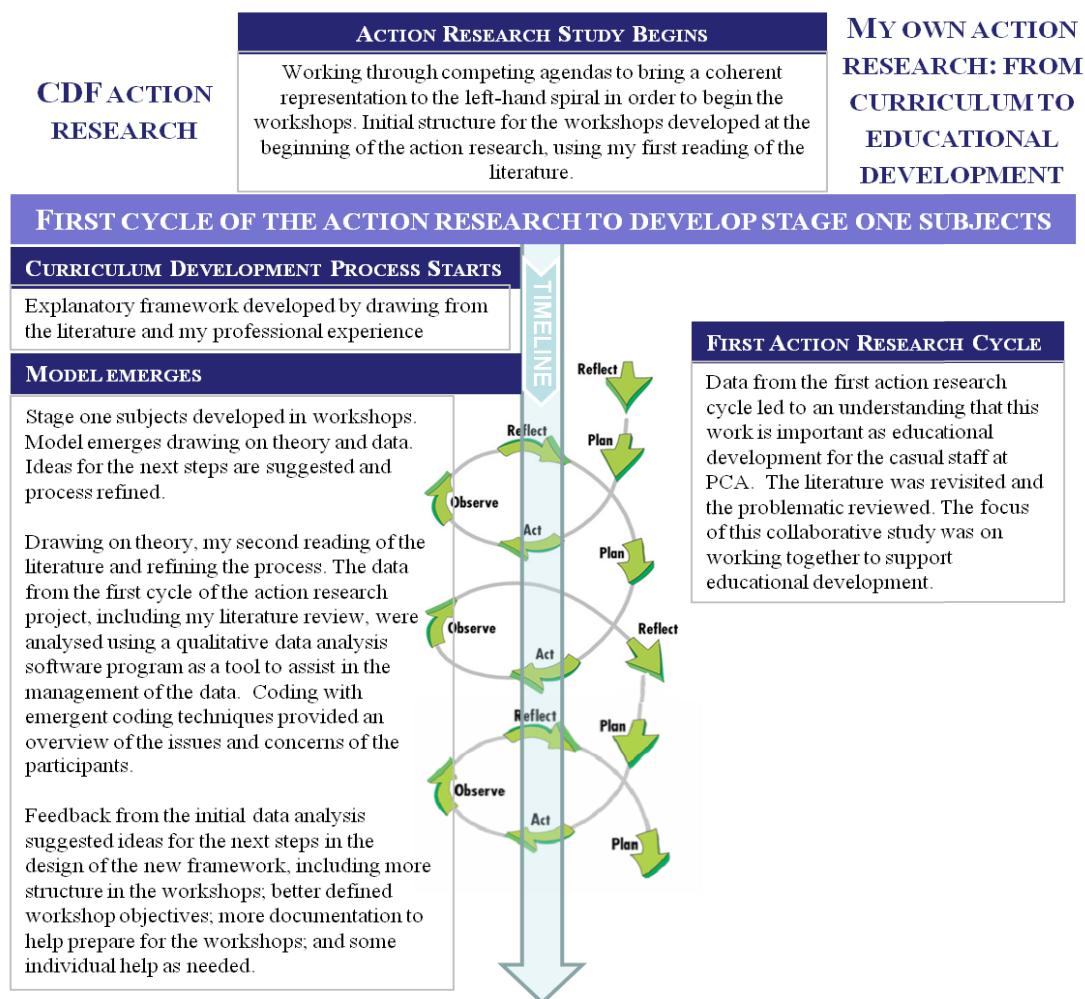 CDF ACTION
RESEARCH
ACTION RESEARCH STUDY BEGINS
Working through competing agendas to bring a coherent
representation to the left-hand spiral in order to begin the
workshops. Initial structure for the workshops developed at the
beginning of the action research, using my first reading of the
literature.
MY OWN ACTION
RESEARCH: FROM
CURRICULUM TO
EDUCATIONAL
DEVELOPMENT
FIRST CYCLE OF THE ACTION RESEARCH TO DEVELOP STAGE ONE SUBJECTS
CURRICULUM DEVELOPMENT PROCESS STARTS
Explanatory framework developed by drawing from
the literature and my professional experience
MODEL EMERGES
Stage one subjects developed in workshops.
Model emerges drawing on theory and data.
Ideas for the next steps are suggested and
process refined.
Drawing on theory, my second reading of the
literature and refining the process. The data
from the first cycle of the action research
project, including my literature review, were
analysed using a qualitative data analysis
software program as a tool to assist in the
management of the data.  Coding with
emergent coding techniques provided an
overview of the issues and concerns of the
participants.
Feedback from the initial data analysis
suggested ideas for the next steps in the
design of the new framework, including more
structure in the workshops; better defined
workshop objectives; more documentation to
help prepare for the workshops; and some
individual help as needed.
TIMELINE
Reflect
Reflect
Plan
Observe
Act
Plan
Observe
Reflect
Act
Reflect
Plan
Observe
Act
Plan
FIRST ACTION RESEARCH CYCLE
Data from the first action research
cycle led to an understanding that this
work is important as educational
development for the casual staff at
PCA.  The literature was revisited and
the problematic reviewed. The focus
of this collaborative study was on
working together to support
educational development.